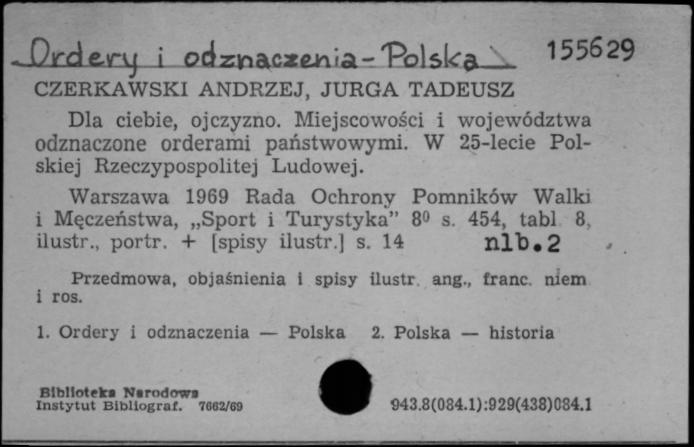 Ordery i odznaczenia - Polska 155629
CZERKAWSKI ANDRZEJ, JURGA TADEUSZ
Dla ciebie, ojczyzno. Miejscowości i województwa
odznaczone orderami państwowymi. W 25-lecie Pol-
skiej Rzeczypospolitej Ludowej.
Warszawa 1969 Rada Ochrony Pomników Walki
i Męczeństwa, „Sport i Turystyka” 8⁰ s. 454, tabl 8,
ilustr., portr. + [spisy ilustr.] s. 14 nlb. 2
Przedmowa, objaśnienia i spisy ilustr. ang., franc. niem
i ros.
1. Ordery i odznaczenia — Polska 2. Polska — historia
Biblioteka Narodowa
Instytut Bibliograf. 7662/69 943.8(084.1):929(438)084.1